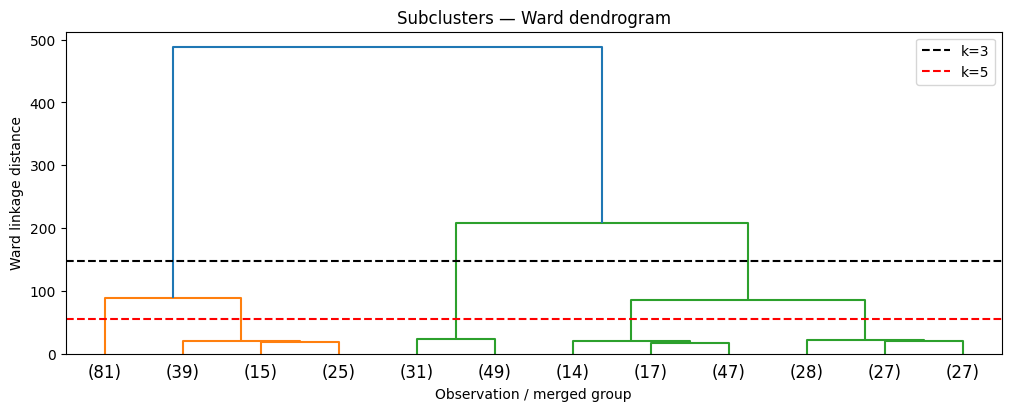 Subclusters — Ward dendrogram
500
400
300
200
100
0
Ward linkage distance
k=3
k=5
(81) (39) (15) (25) (31) (49) (14) (17) (47) (28) (27) (27)
Observation / merged group